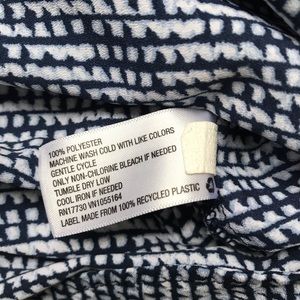 100% POLYESTER
MACHINE WASH COLD WITH LIKE COLORS
GENTLE CYCLE
ONLY NON-CHLORINE BLEACH IF NEEDED
TUMBLE DRY LOW
COOL IRON IF NEEDED
RN17730 VN1055164
LABEL MADE FROM 100% RECYCLED PLASTIC